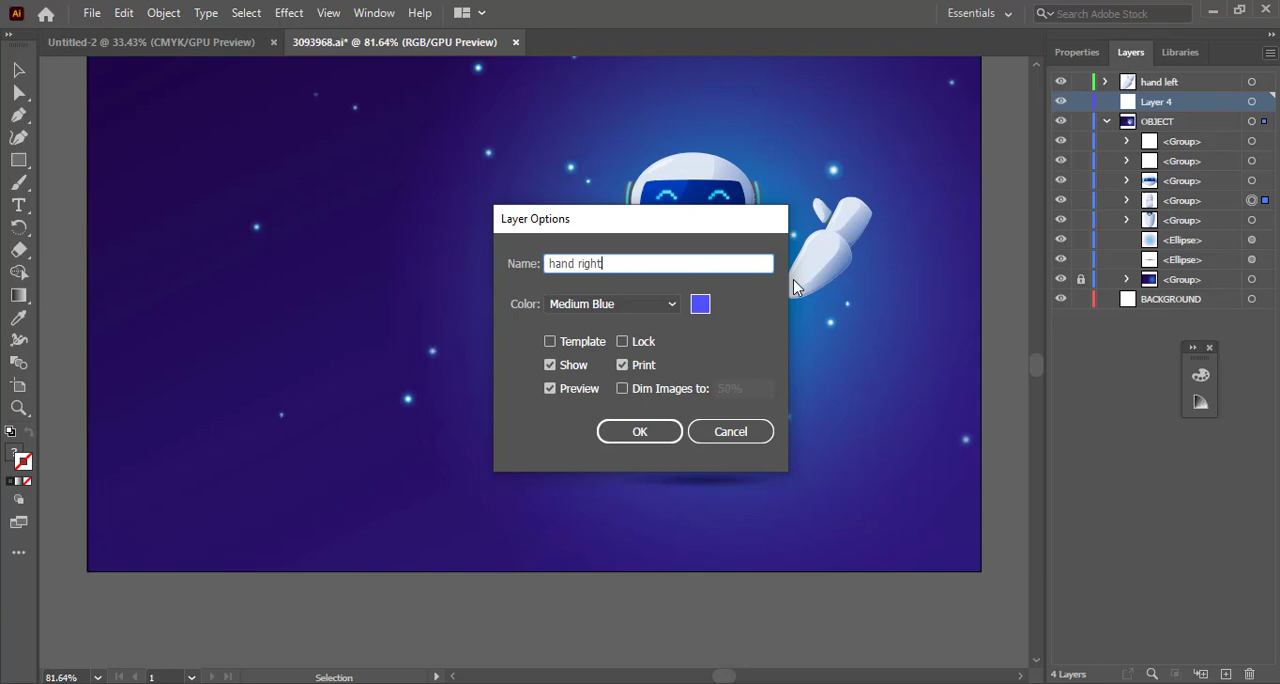 Ai File Edit Object Type Select Effect View Window Help Essentials Search Adobe Stock
Untitled-2 @ 33.43% (CMYK/GPU Preview) × 3093968.ai* @ 81.64% (RGB/GPU Preview) ×
Properties Layers Libraries
hand left
Layer 4
OBJECT
<Group>
<Group>
<Group>
<Group>
<Group>
<Ellipse>
<Ellipse>
<Group>
BACKGROUND
Layer Options
Name: hand right
Color: Medium Blue
Template Lock
Show Print
Preview Dim Images to: 50%
OK Cancel
81.64% 1 Selection 4 Layers